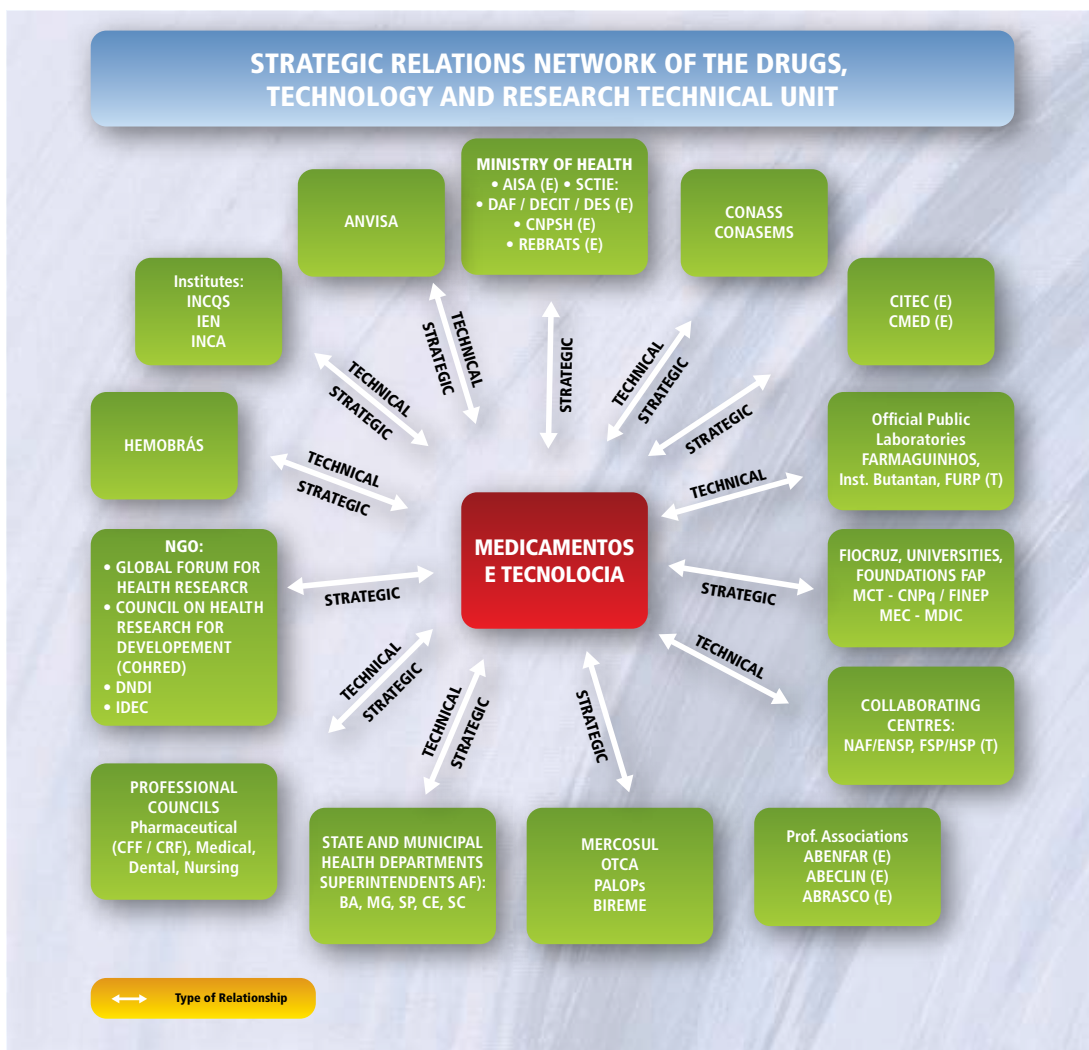 STRATEGIC RELATIONS NETWORK OF THE DRUGS,
TECHNOLOGY AND RESEARCH TECHNICAL UNIT
MINISTRY OF HEALTH
• AISA (E) • SCTIE:
• DAF / DECIT / DES (E)
• CNPSH (E)
• REBRATS (E)
ANVISA
CONASS
CONASEMS
Institutes:
INCQS
IEN
INCA
CITEC (E)
CMED (E)
HEMOBRÁS
Official Public
Laboratories
FARMAGUINHOS,
Inst. Butantan, FURP (T)
NGO:
• GLOBAL FORUM FOR
HEALTH RESEARCR
• COUNCIL ON HEALTH
RESEARCH FOR
DEVELOPEMENT
(COHRED)
• DNDI
• IDEC
MEDICAMENTOS
E TECNOLOCIA
FIOCRUZ, UNIVERSITIES,
FOUNDATIONS FAP
MCT - CNPq / FINEP
MEC - MDIC
COLLABORATING
CENTRES:
NAF/ENSP, FSP/HSP (T)
PROFESSIONAL
COUNCILS
Pharmaceutical
(CFF / CRF), Medical,
Dental, Nursing
STATE AND MUNICIPAL
HEALTH DEPARTMENTS
SUPERINTENDENTS AF):
BA, MG, SP, CE, SC
MERCOSUL
OTCA
PALOPs
BIREME
Prof. Associations
ABENFAR (E)
ABECLIN (E)
ABRASCO (E)
TECHNICAL
STRATEGIC
STRATEGIC
TECHNICAL
STRATEGIC
STRATEGIC
TECHNICAL
STRATEGIC
TECHNICAL
STRATEGIC
TECHNICAL
STRATEGIC
STRATEGIC
TECHNICAL
STRATEGIC
TECHNICAL
STRATEGIC
STRATEGIC
TECHNICAL
Type of Relationship